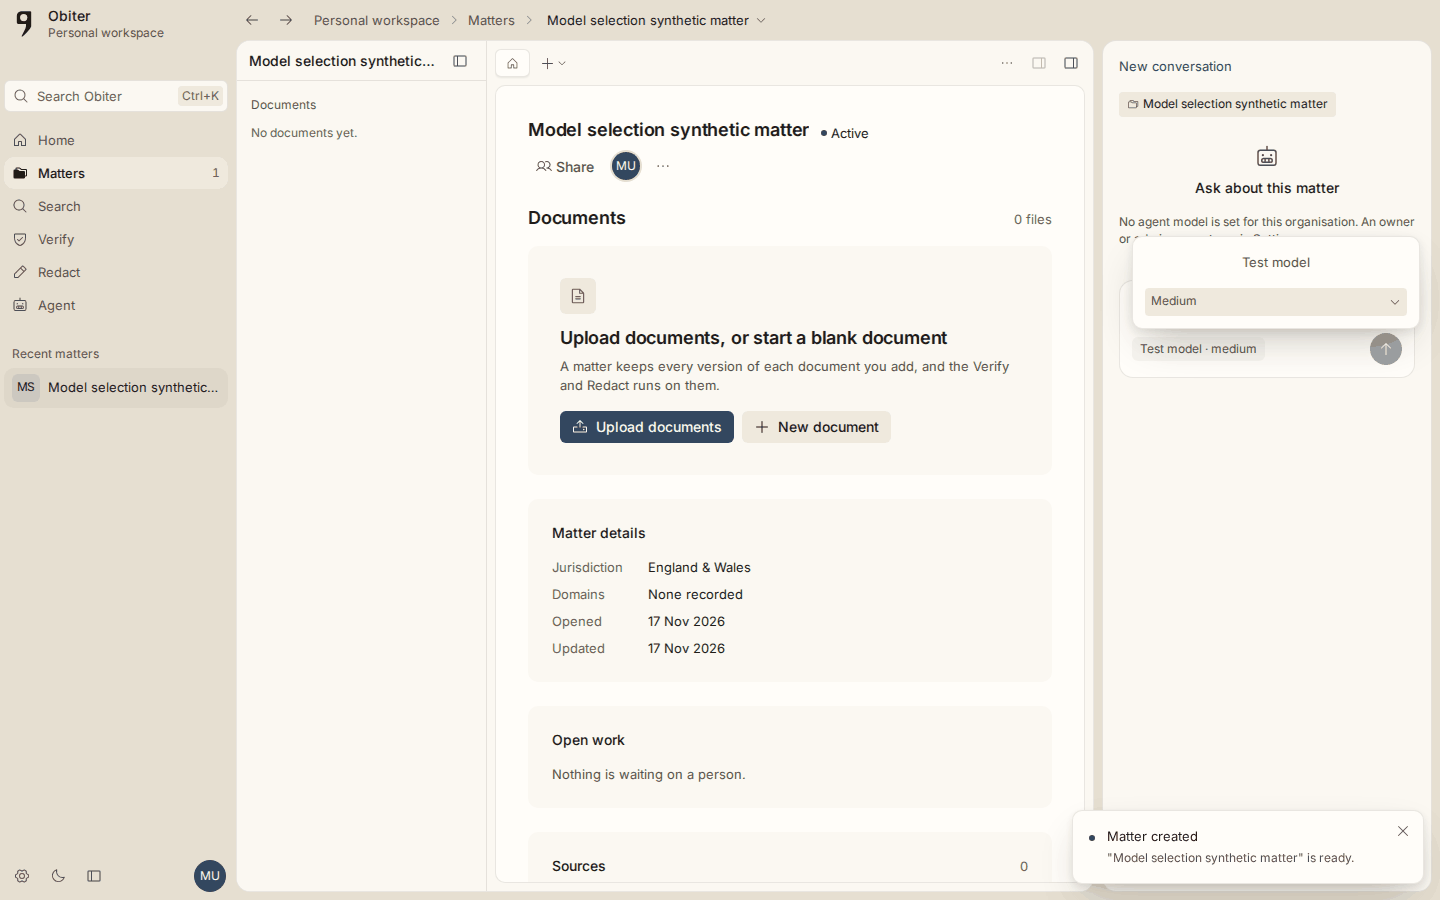 Obiter
Personal workspace
Search Obiter
Ctrl+K
Home
Matters
1
Search
Verify
Redact
Agent
Recent matters
MS
Model selection synthetic...
MU
Personal workspace
Matters
Model selection synthetic matter
Model selection synthetic...
Documents
No documents yet.
Model selection synthetic matter
Active
Share
MU
Documents
0 files
Upload documents, or start a blank document
A matter keeps every version of each document you add, and the Verify
and Redact runs on them.
Upload documents
New document
Matter details
Jurisdiction
England & Wales
Domains
None recorded
Opened
17 Nov 2026
Updated
17 Nov 2026
Open work
Nothing is waiting on a person.
Sources
0
New conversation
Model selection synthetic matter
Ask about this matter
No agent model is set for this organisation. An owner
or
Test model
Medium
Test model · medium
Matter created
"Model selection synthetic matter" is ready.